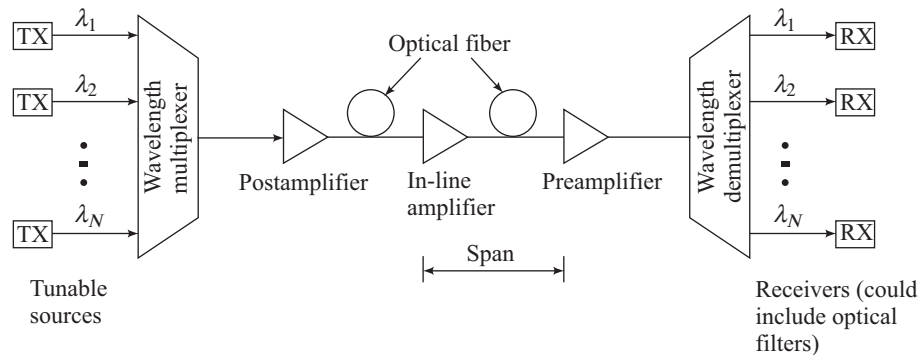 TX
λ1
TX
λ2
TX
λN
Tunable
sources
Wavelength
multiplexer
Postamplifier
Optical fiber
In-line
amplifier
Preamplifier
Span
Wavelength
demultiplexer
λ1
RX
λ2
RX
λN
RX
Receivers (could
include optical
filters)